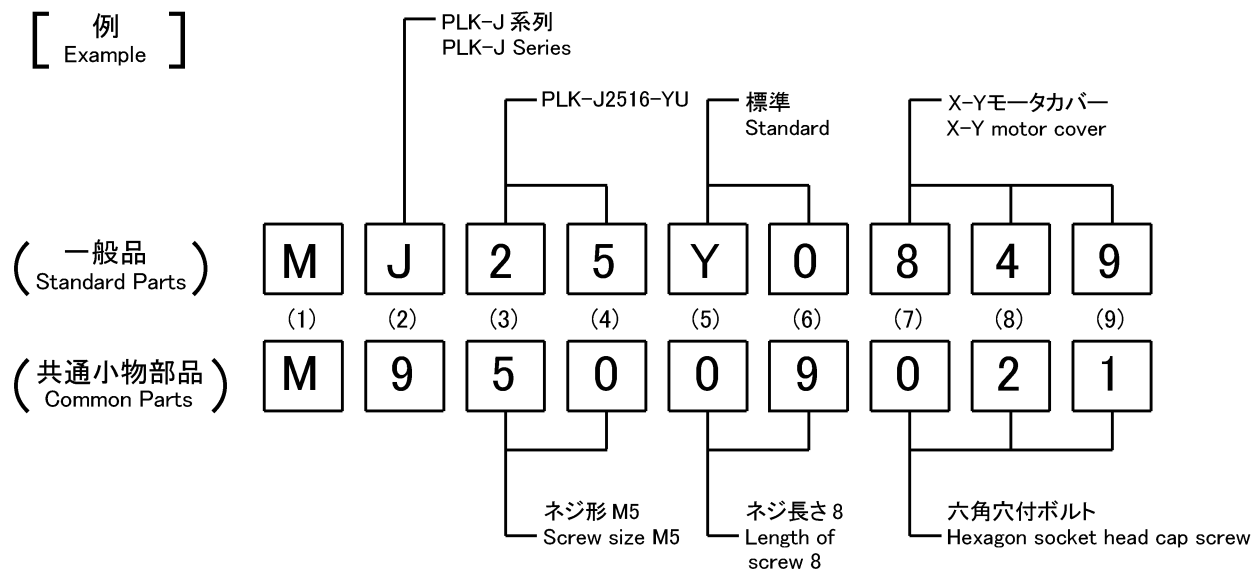 例
Example
PLK-J 系列
PLK-J Series
PLK-J2516-YU
標準
Standard
X-Yモータカバー
X-Y motor cover
一般品
Standard Parts
M J 2 5 Y 0 8 4 9
(1) (2) (3) (4) (5) (6) (7) (8) (9)
共通小物部品
Common Parts
M 9 5 0 0 9 0 2 1
ネジ形 M5
Screw size M5
ネジ長さ 8
Length of
screw 8
六角穴付ボルト
Hexagon socket head cap screw